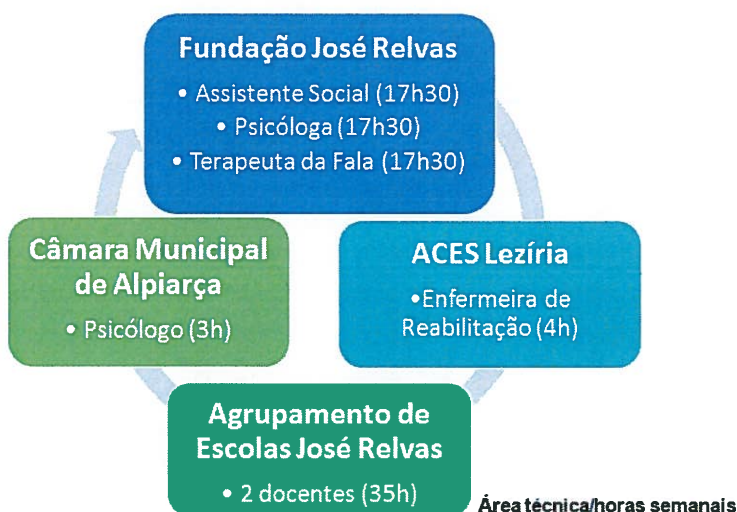 Fundação José Relvas
• Assistente Social (17h30)
• Psicóloga (17h30)
• Terapeuta da Fala (17h30)
Câmara Municipal
de Alpiarça
• Psicólogo (3h)
ACES Lezíria
•Enfermeira de
Reabilitação (4h)
Agrupamento de
Escolas José Relvas
• 2 docentes (35h)
Área técnica/horas semanais